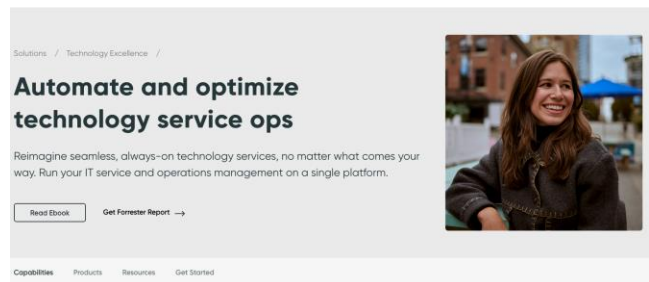 Solutions / Technology Excellence /
Automate and optimize
technology service ops
Reimagine seamless, always-on technology services, no matter what comes your
way. Run your IT service and operations management on a single platform.
Read Ebook Get Forrester Report →
Capabilities Products Resources Get Started